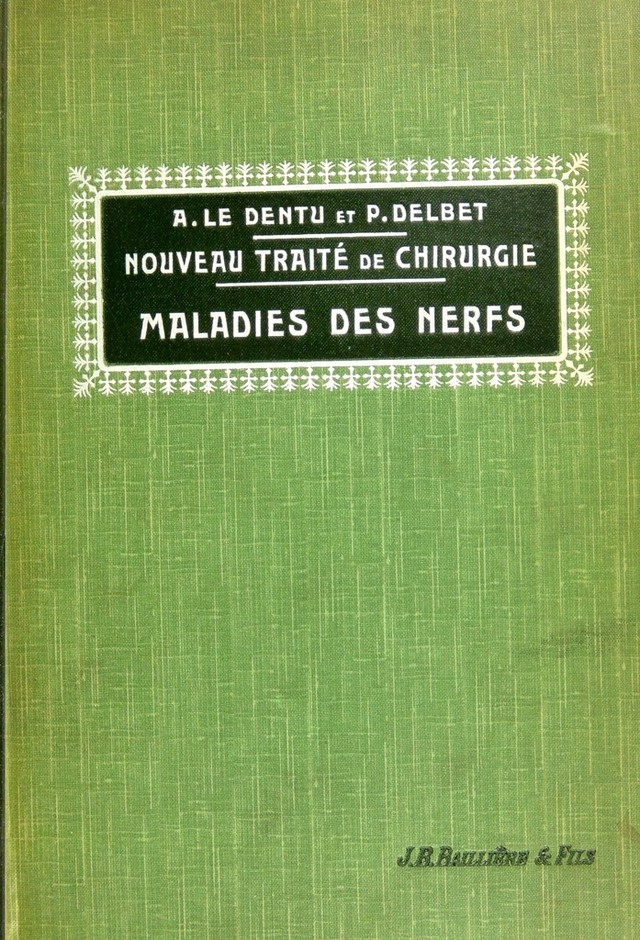 A. LE DENTU ET P. DELBET
NOUVEAU TRAITÉ DE CHIRURGIE
MALADIES DES NERFS
J.B. BAILLIÈRE & FILS